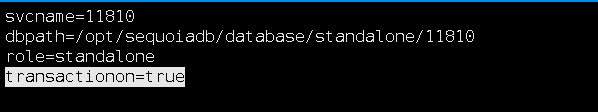 svcname=11810
dbpath=/opt/sequoiadb/database/standalone/11810
role=standalone
transactionon=true